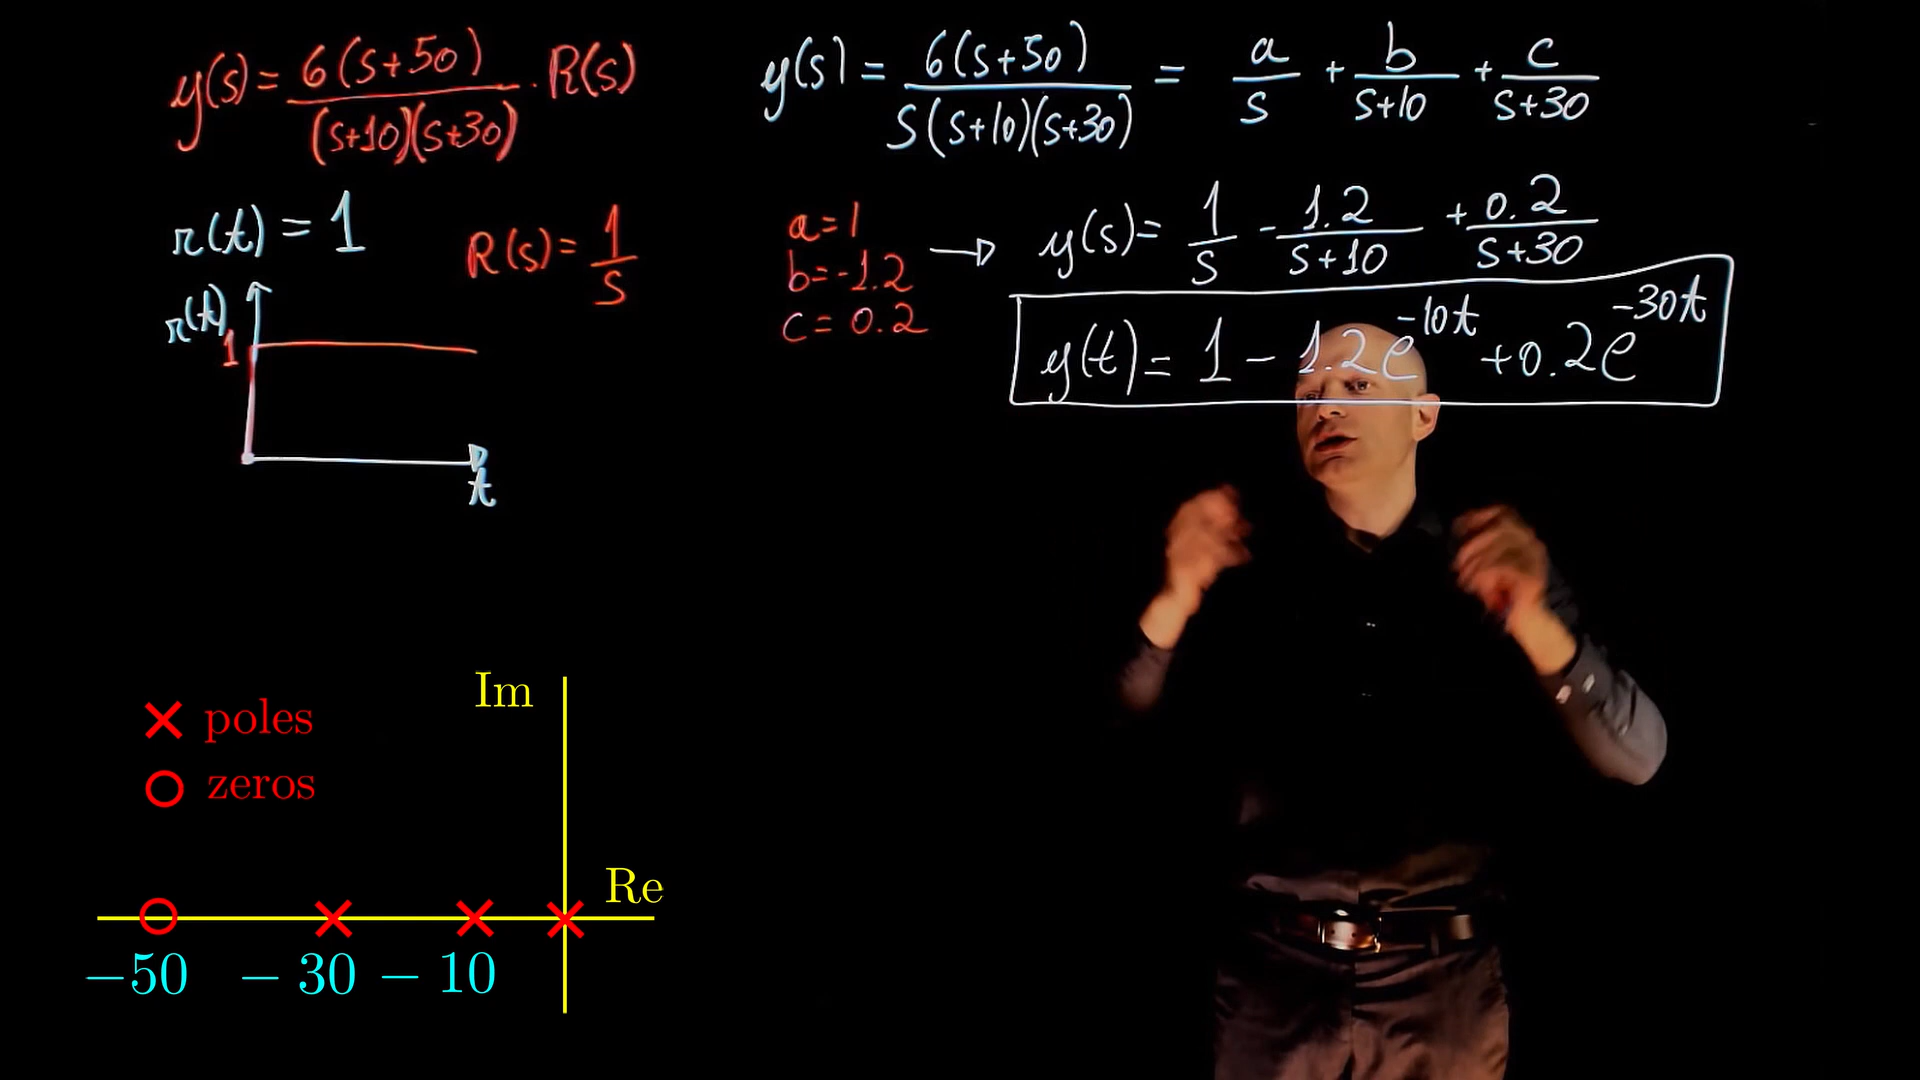 y(s) = 6(s+50) / (s+10)(s+30) · R(s)
r(t) = 1
R(s) = 1/s
r(t)
1
t
y(s) = 6(s+50) / s(s+10)(s+30) = a/s + b/(s+10) + c/(s+30)
a=1
b=-1.2
c=0.2
→ y(s) = 1/s - 1.2/(s+10) + 0.2/(s+30)
y(t) = 1 - 1.2e^{-10t} + 0.2e^{-30t}
poles
zeros
Im
Re
−50 −30 −10